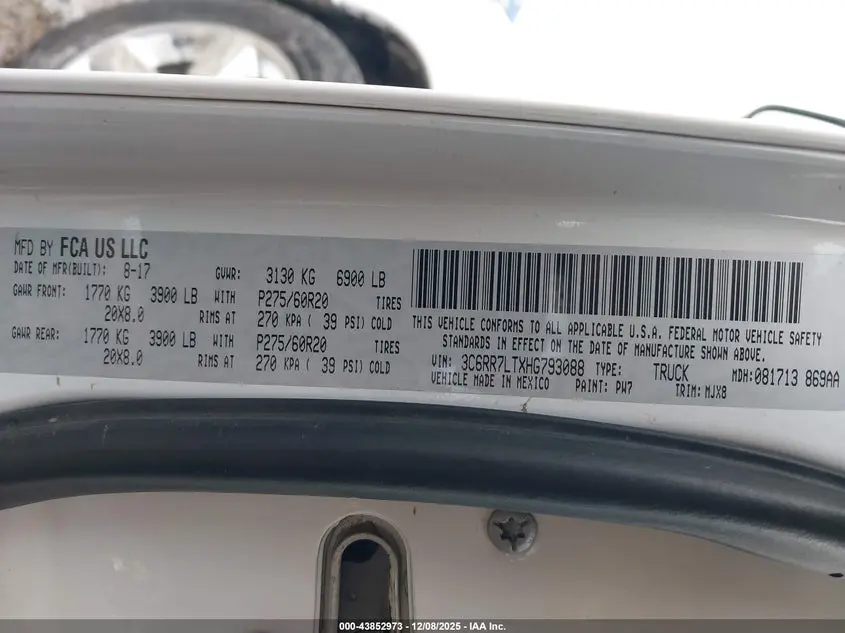 MFD BY FCA US LLC
DATE OF MFR(BUILT): 8-17 GVWR: 3130 KG 6900 LB
GAWR FRONT: 1770 KG 3900 LB WITH P275/60R20 TIRES
20X8.0 RIMS AT 270 KPA ( 39 PSI) COLD
GAWR REAR: 1770 KG 3900 LB WITH P275/60R20 TIRES
20X8.0 RIMS AT 270 KPA ( 39 PSI) COLD
THIS VEHICLE CONFORMS TO ALL APPLICABLE U.S.A. FEDERAL MOTOR VEHICLE SAFETY
STANDARDS IN EFFECT ON THE DATE OF MANUFACTURE SHOWN ABOVE.
VIN: 3C6RR7LTXHG793088 TYPE: TRUCK MDH: 081713 869AA
VEHICLE MADE IN MEXICO PAINT: PW7 TRIM: MJX8
000-43852973 - 12/08/2025 - IAA Inc.